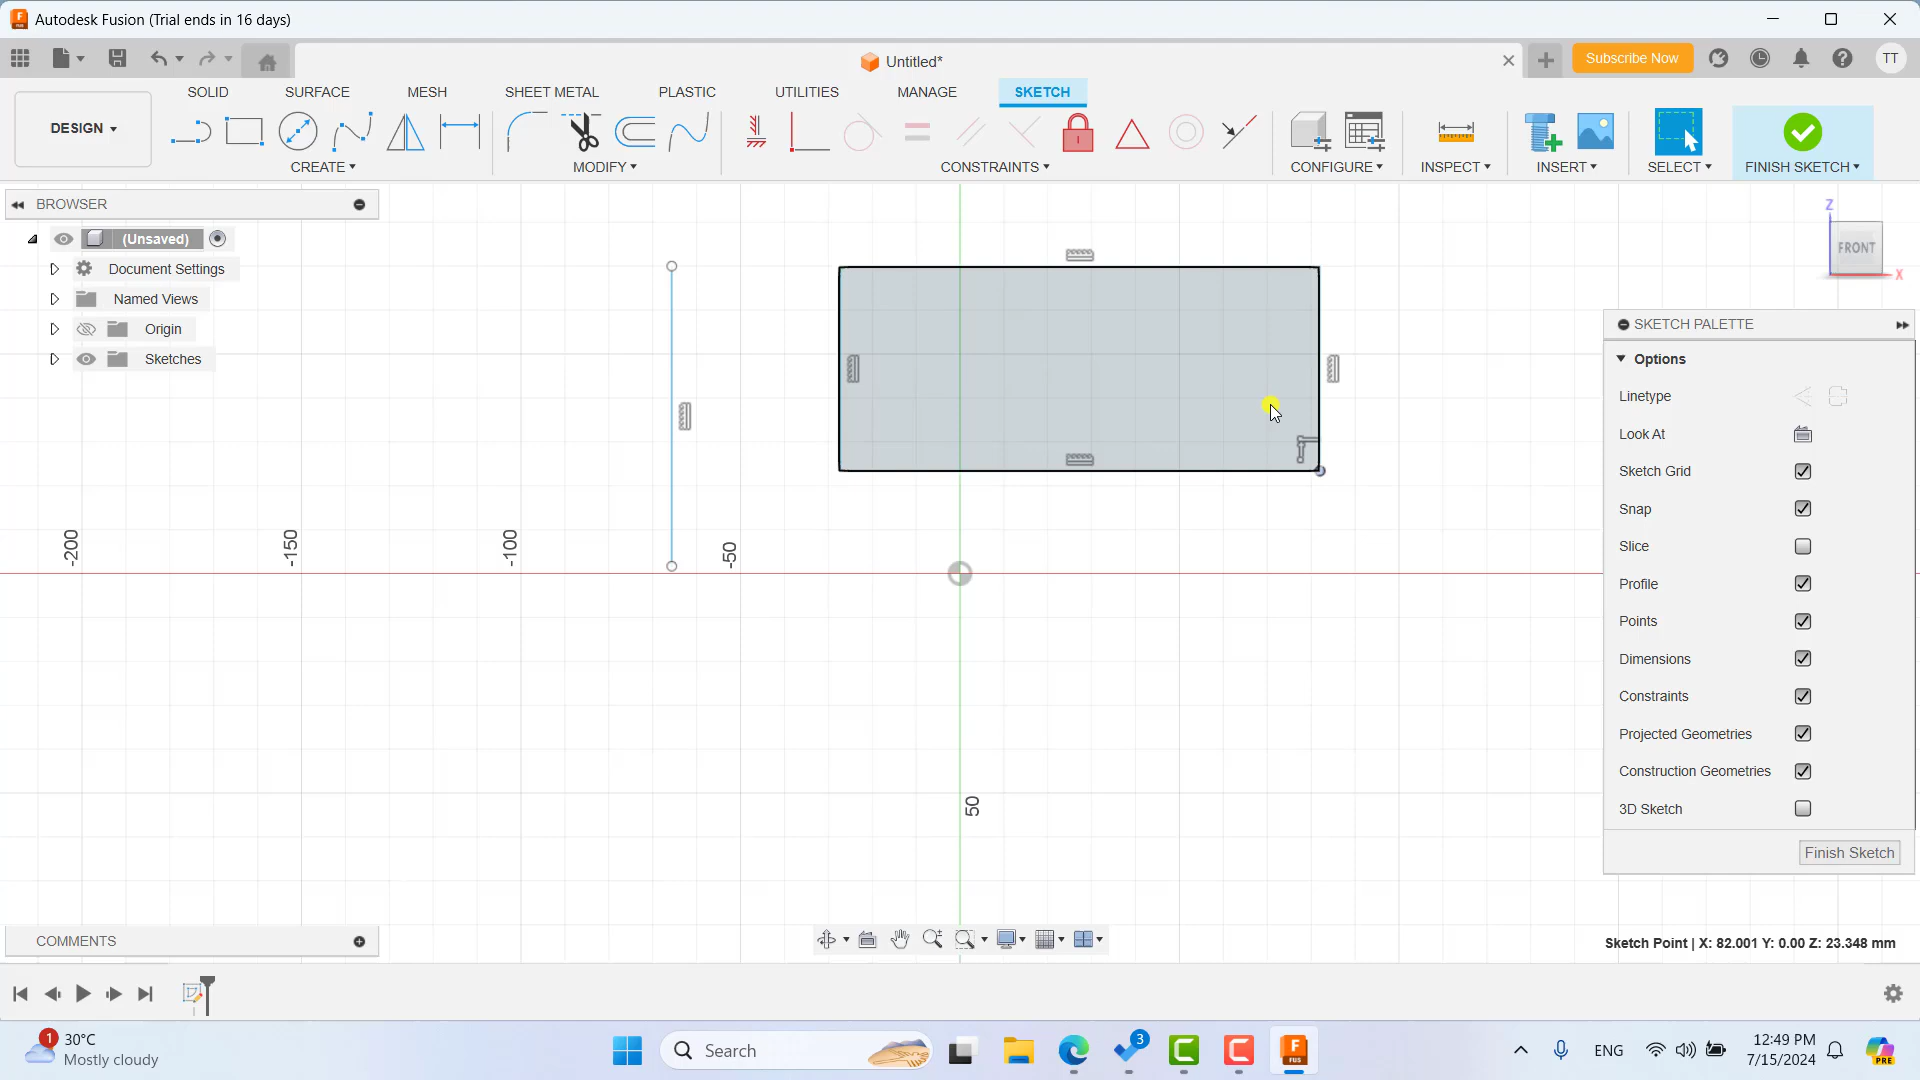 Autodesk Fusion (Trial ends in 16 days)
Untitled*
Subscribe Now
TT
DESIGN
SOLID
SURFACE
MESH
SHEET METAL
PLASTIC
UTILITIES
MANAGE
SKETCH
CREATE
MODIFY
CONSTRAINTS
CONFIGURE
INSPECT
INSERT
SELECT
FINISH SKETCH
BROWSER
(Unsaved)
Document Settings
Named Views
Origin
Sketches
Z
FRONT
X
SKETCH PALETTE
Options
Linetype
Look At
Sketch Grid
Snap
Slice
Profile
Points
Dimensions
Constraints
Projected Geometries
Construction Geometries
3D Sketch
Finish Sketch
-200
-150
-100
-50
50
COMMENTS
Sketch Point | X: 82.001 Y: 0.00 Z: 23.348 mm
1
30°C
Mostly cloudy
Search
3
F
FUS
ENG
12:49 PM
7/15/2024
PRE